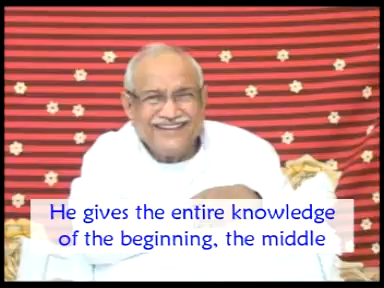 He gives the entire knowledge
of the beginning, the middle